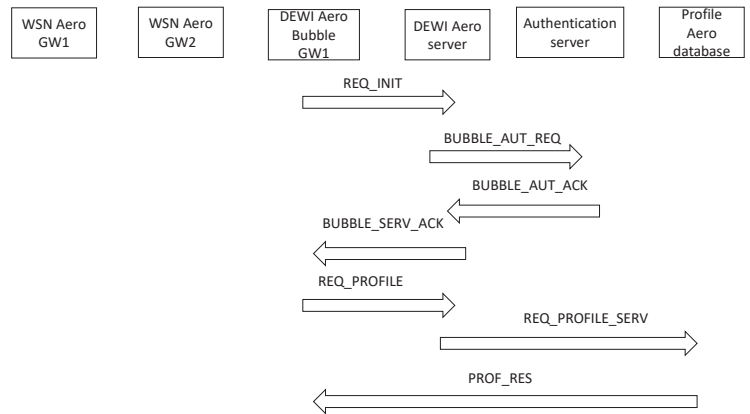 WSN Aero
GW1
WSN Aero
GW2
DEWI Aero
Bubble
GW1
DEWI Aero
server
Authentication
server
Profile
Aero
database
REQ_INIT
BUBBLE_AUT_REQ
BUBBLE_AUT_ACK
BUBBLE_SERV_ACK
REQ_PROFILE
REQ_PROFILE_SERV
PROF_RES